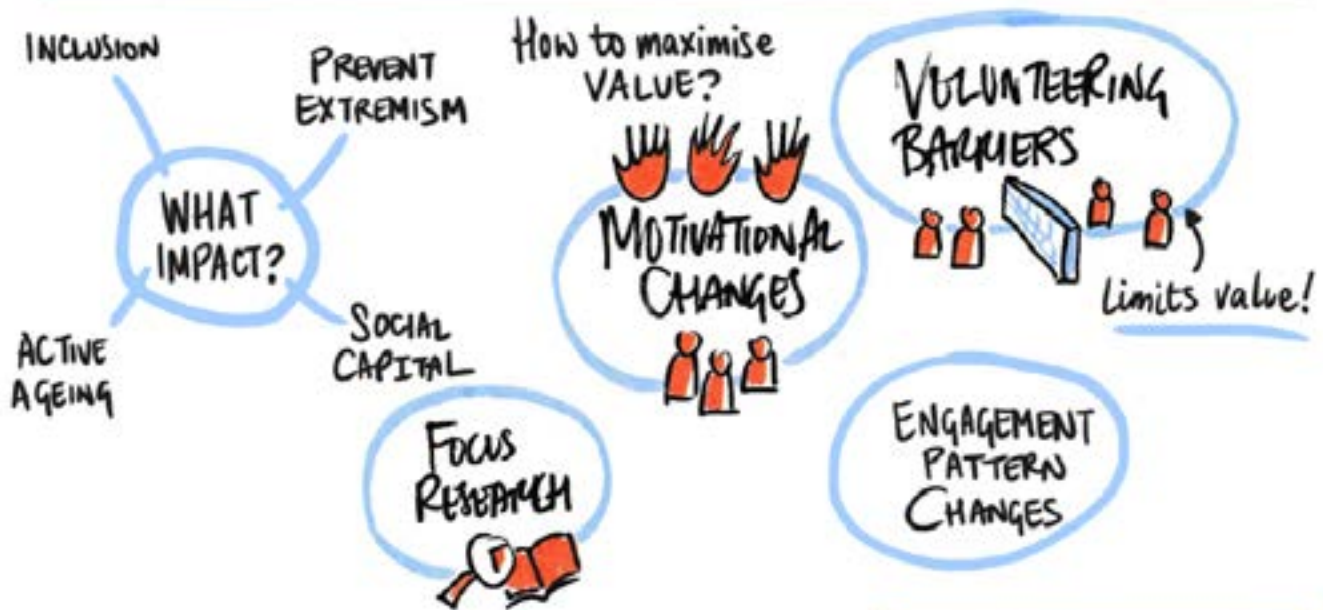 INCLUSION
PREVENT
EXTREMISM
WHAT
IMPACT?
ACTIVE
AGEING
SOCIAL
CAPITAL
How to maximise
VALUE?
MOTIVATIONAL
CHANGES
VOLUNTEERING
BARRIERS
Limits value!
FOCUS
RESEARCH
ENGAGEMENT
PATTERN
CHANGES